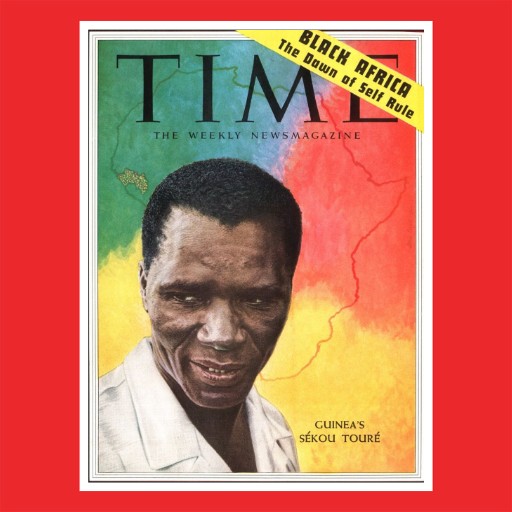 BLACK AFRICA
The Dawn of Self Rule
TIME
THE WEEKLY NEWSMAGAZINE
GUINEA'S
SÉKOU TOURÉ